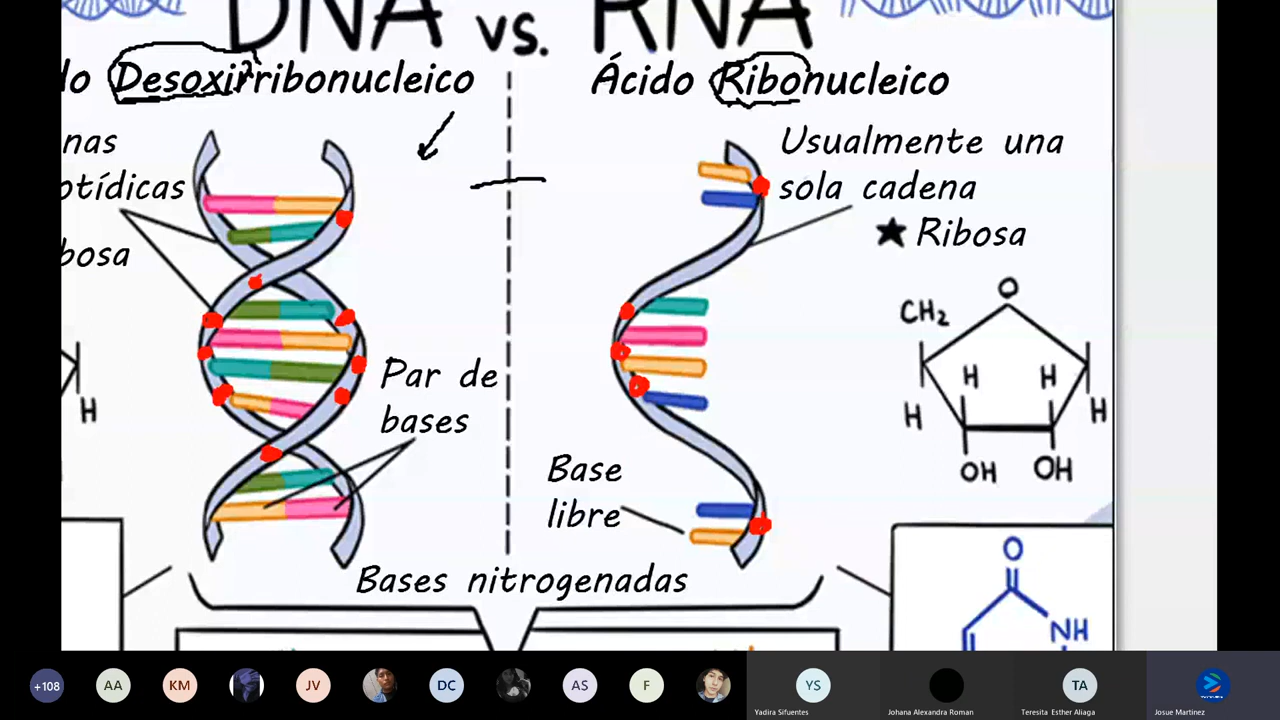 DNA vs. RNA
do Desoxirribonucleico
Ácido Ribonucleico
nas
otídicas
bosa
Usualmente una
sola cadena
★ Ribosa
O
CH2
H
H
H
H
H
OH
OH
Par de
bases
Base
libre
Bases nitrogenadas
O
NH
+108
AA
KM
JV
DC
AS
F
YS
TA
Yadira Sifuentes
Johana Alexandra Roman
Teresita Esther Aliaga
Josue Martinez